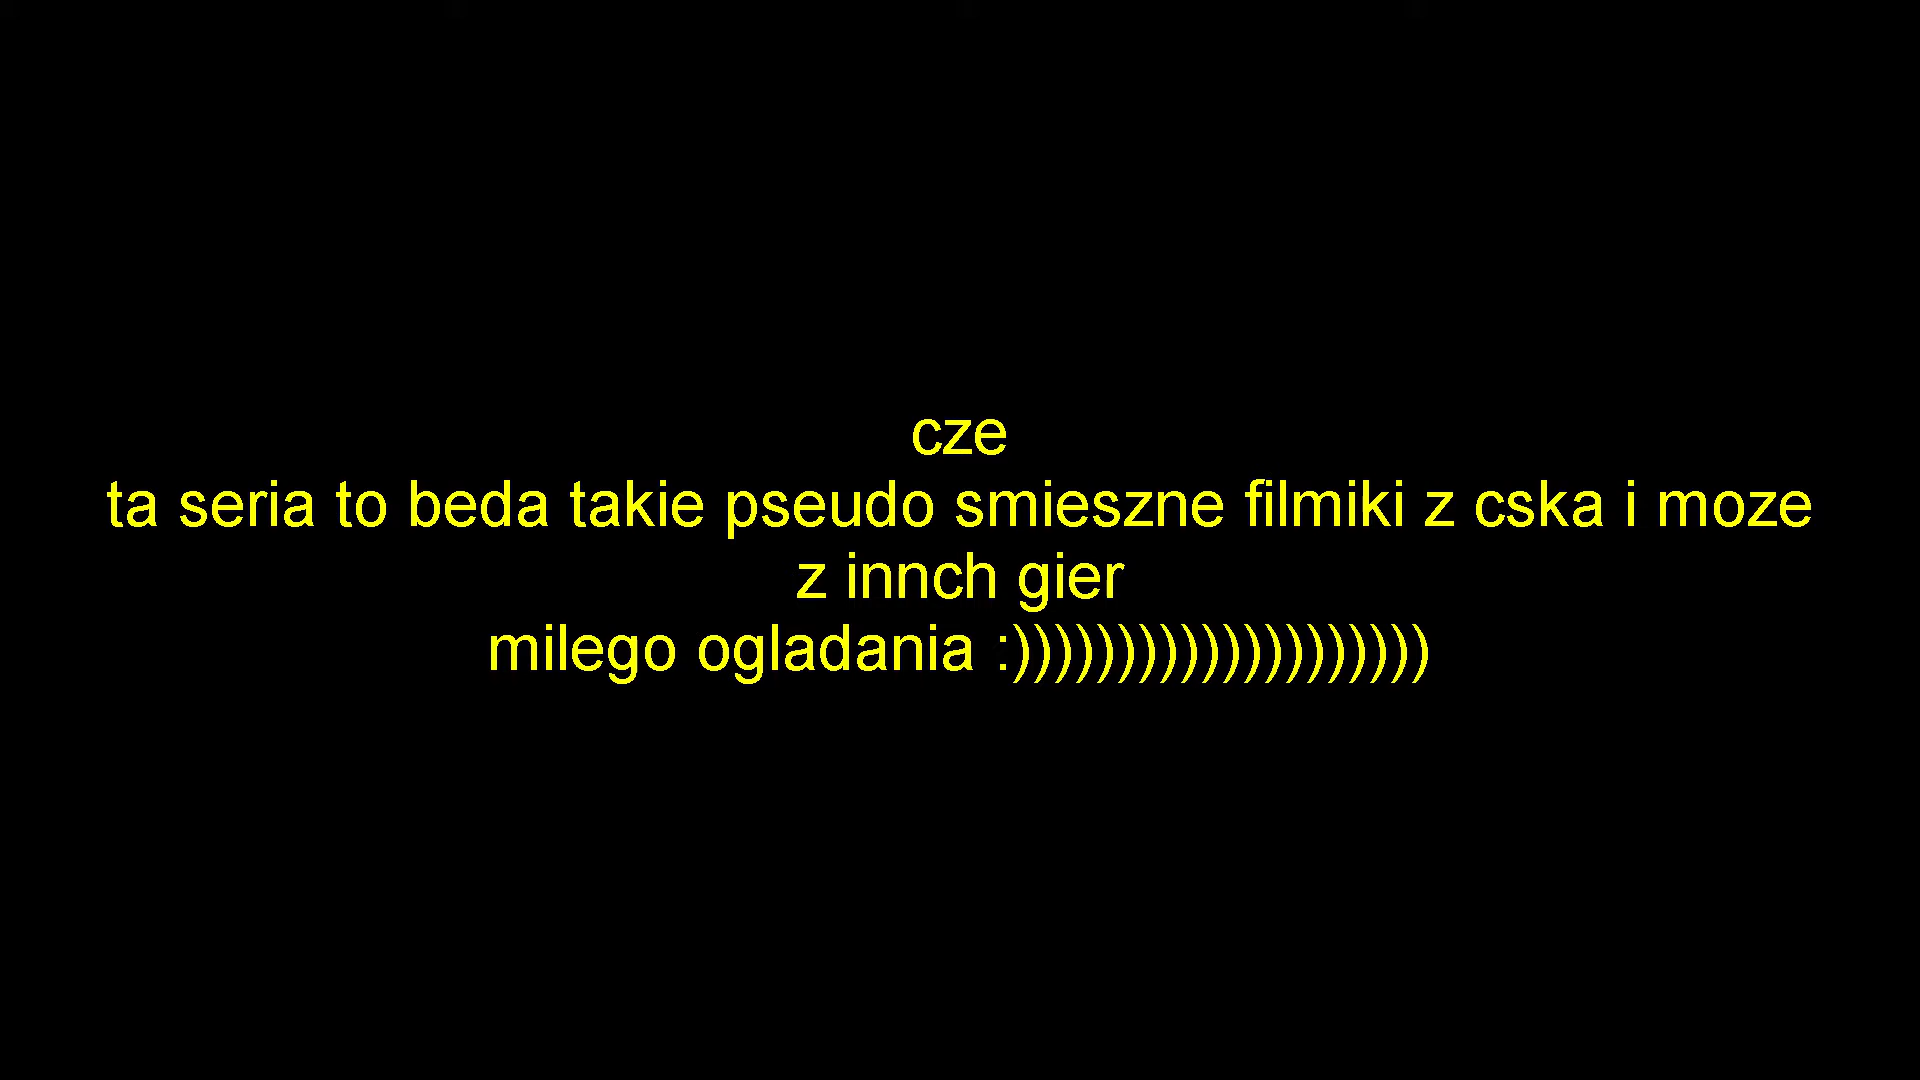 cze
ta seria to beda takie pseudo smieszne filmiki z cska i moze
z innch gier
milego ogladania :))))))))))))))))))))